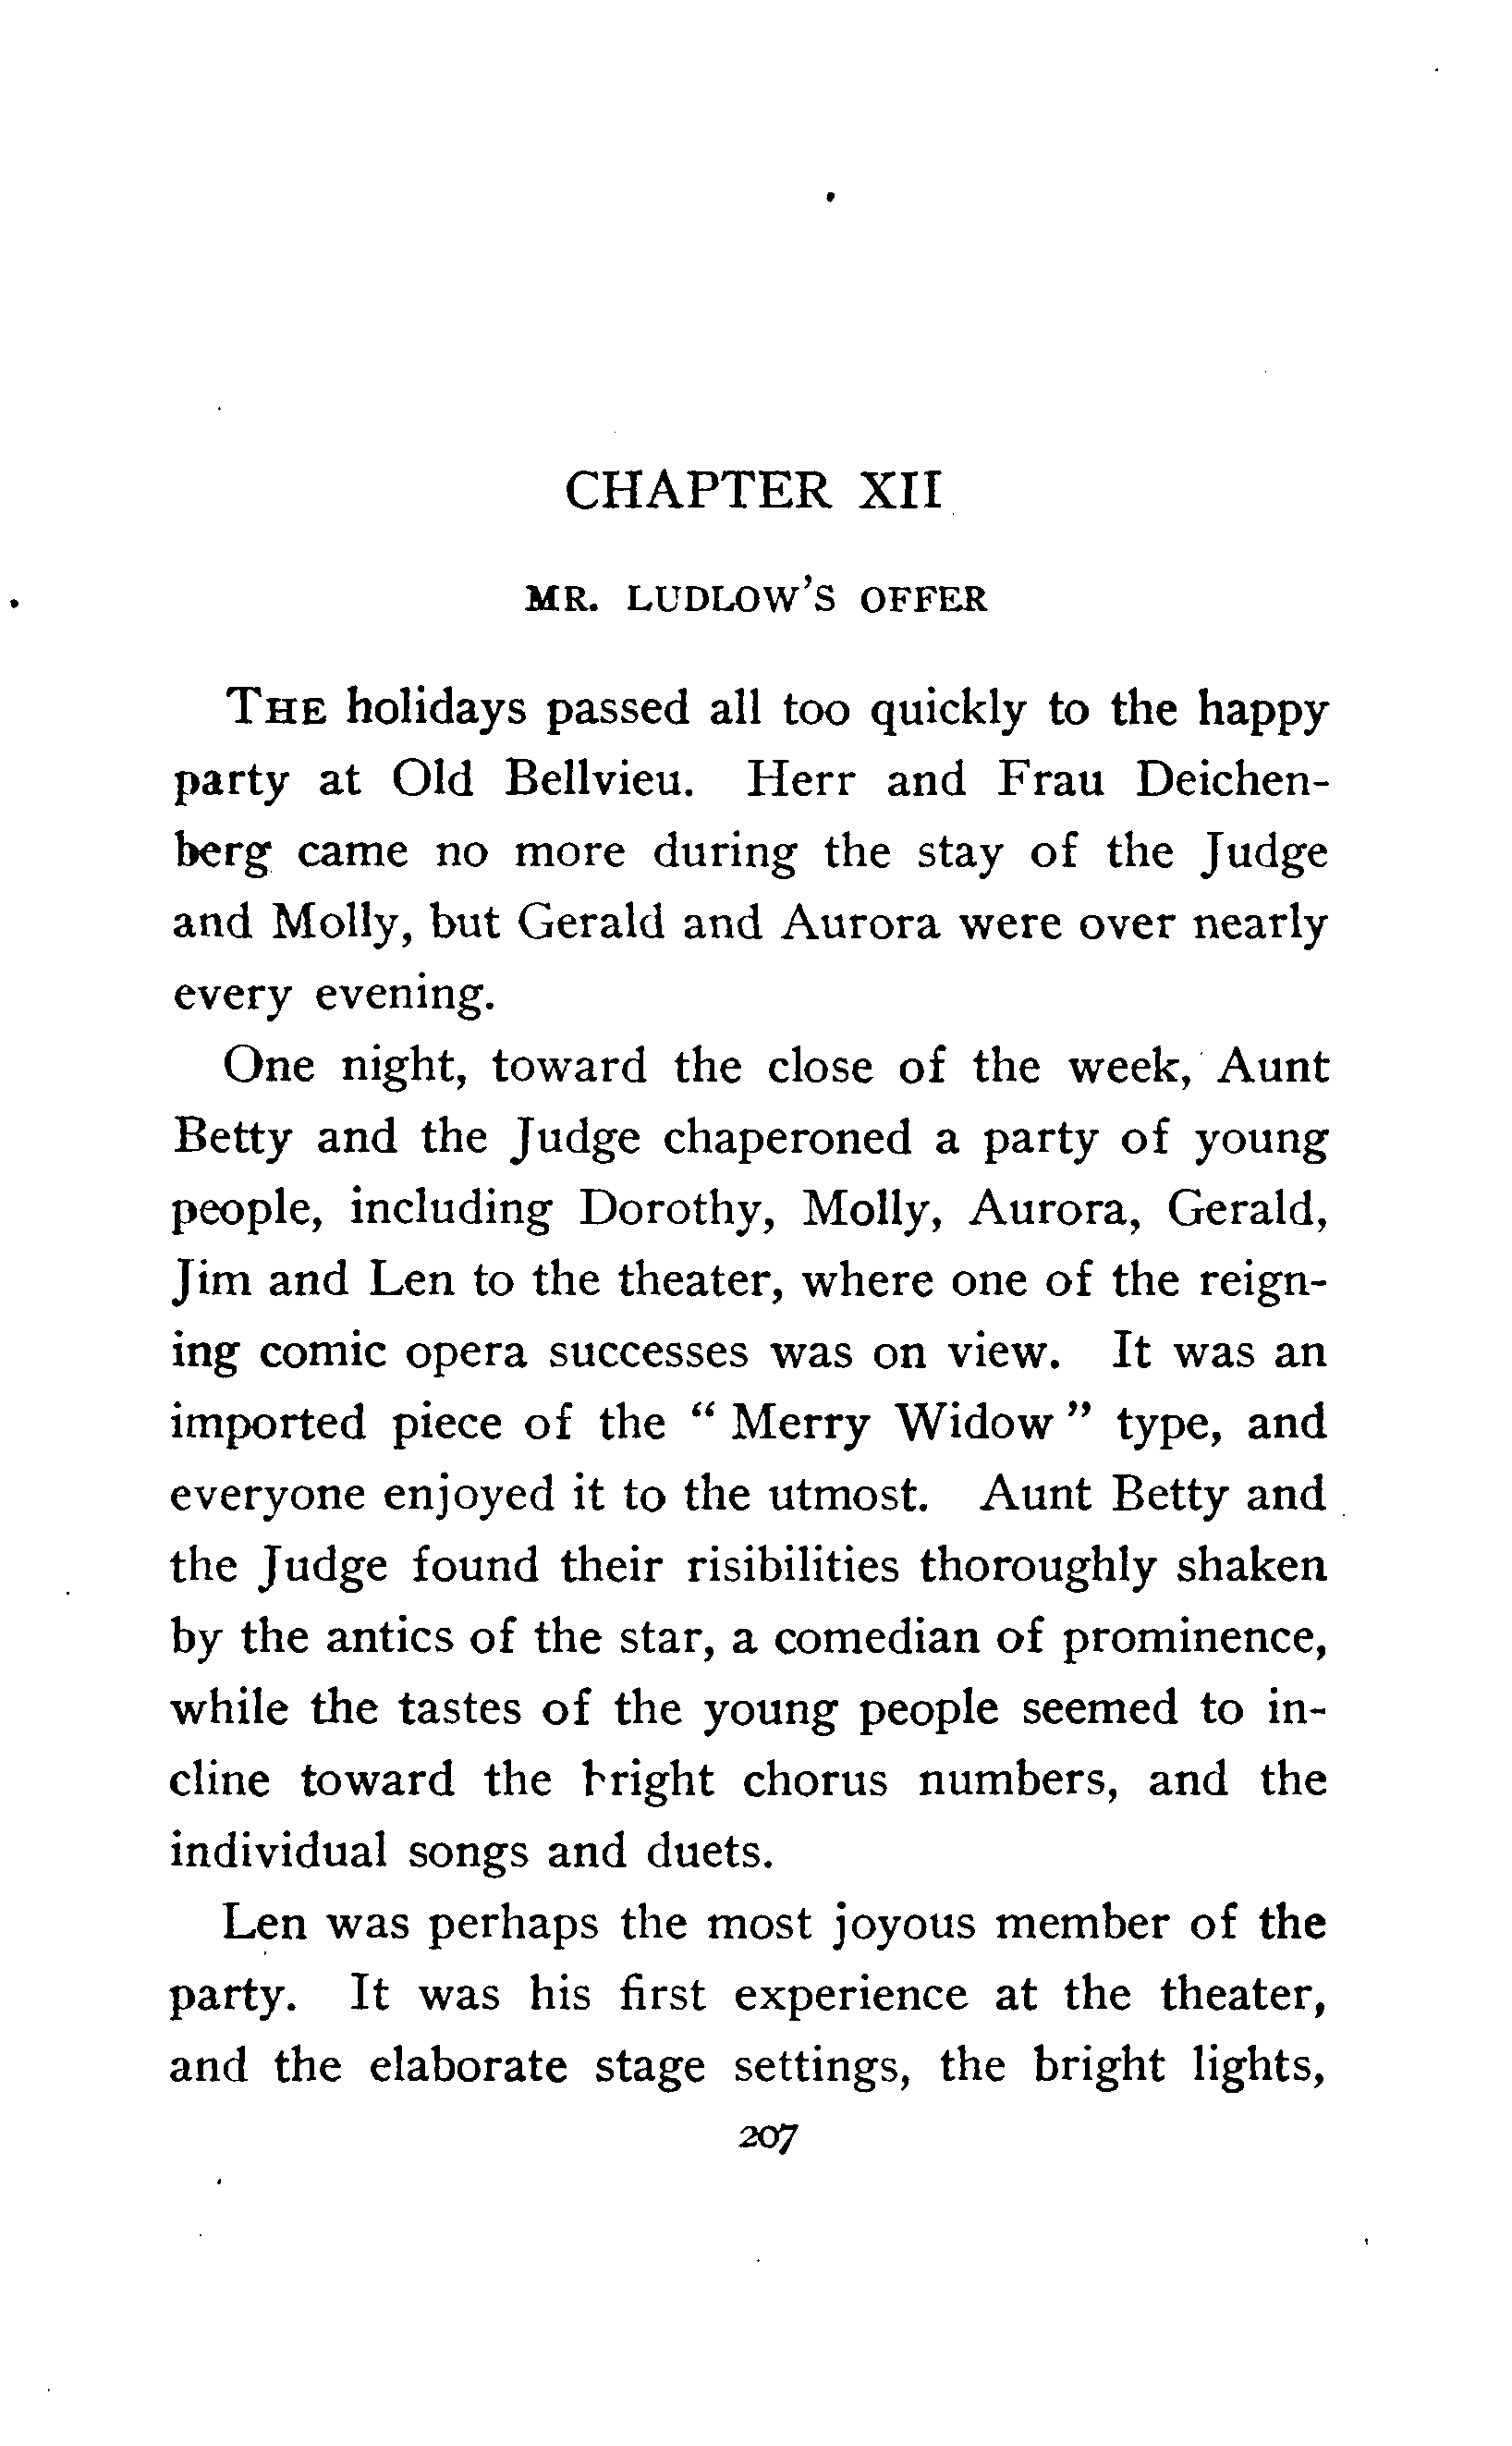 CHAPTER XII
MR. LUDLOW'S OFFER
THE holidays passed all too quickly to the happy
party at Old Bellvieu. Herr and Frau Deichen-
berg came no more during the stay of the Judge
and Molly, but Gerald and Aurora were over nearly
every evening.
One night, toward the close of the week, Aunt
Betty and the Judge chaperoned a party of young
people, including Dorothy, Molly, Aurora, Gerald,
Jim and Len to the theater, where one of the reign-
ing comic opera successes was on view. It was an
imported piece of the " Merry Widow " type, and
everyone enjoyed it to the utmost. Aunt Betty and
the Judge found their risibilities thoroughly shaken
by the antics of the star, a comedian of prominence,
while the tastes of the young people seemed to in-
cline toward the bright chorus numbers, and the
individual songs and duets.
Len was perhaps the most joyous member of the
party. It was his first experience at the theater,
and the elaborate stage settings, the bright lights,
207